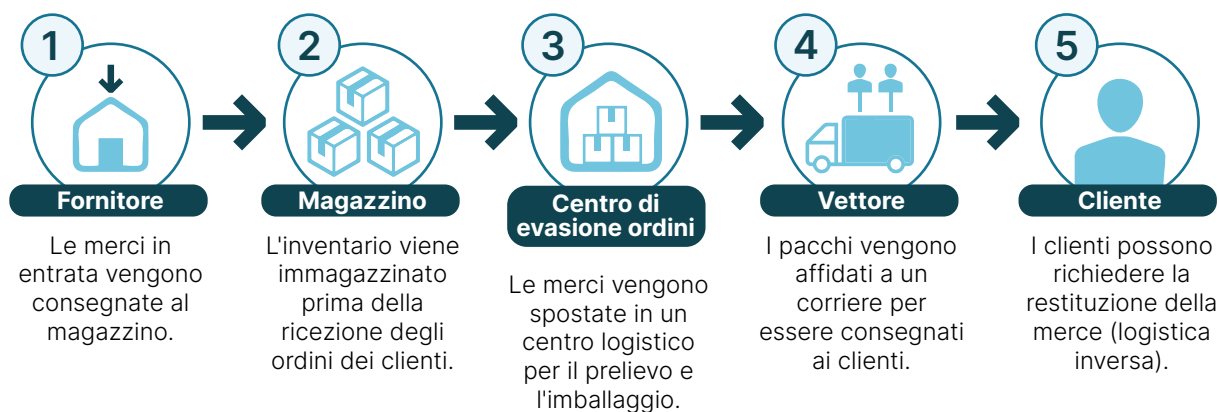 1
Fornitore
Le merci in
entrata vengono
consegnate al
magazzino.
2
Magazzino
L'inventario viene
immagazzinato
prima della
ricezione degli
ordini dei clienti.
3
Centro di
evasione ordini
Le merci vengono
spostate in un
centro logistico
per il prelievo e
l'imballaggio.
4
Vettore
I pacchi vengono
affidati a un
corriere per
essere consegnati
ai clienti.
5
Cliente
I clienti possono
richiedere la
restituzione della
merce (logistica
inversa).